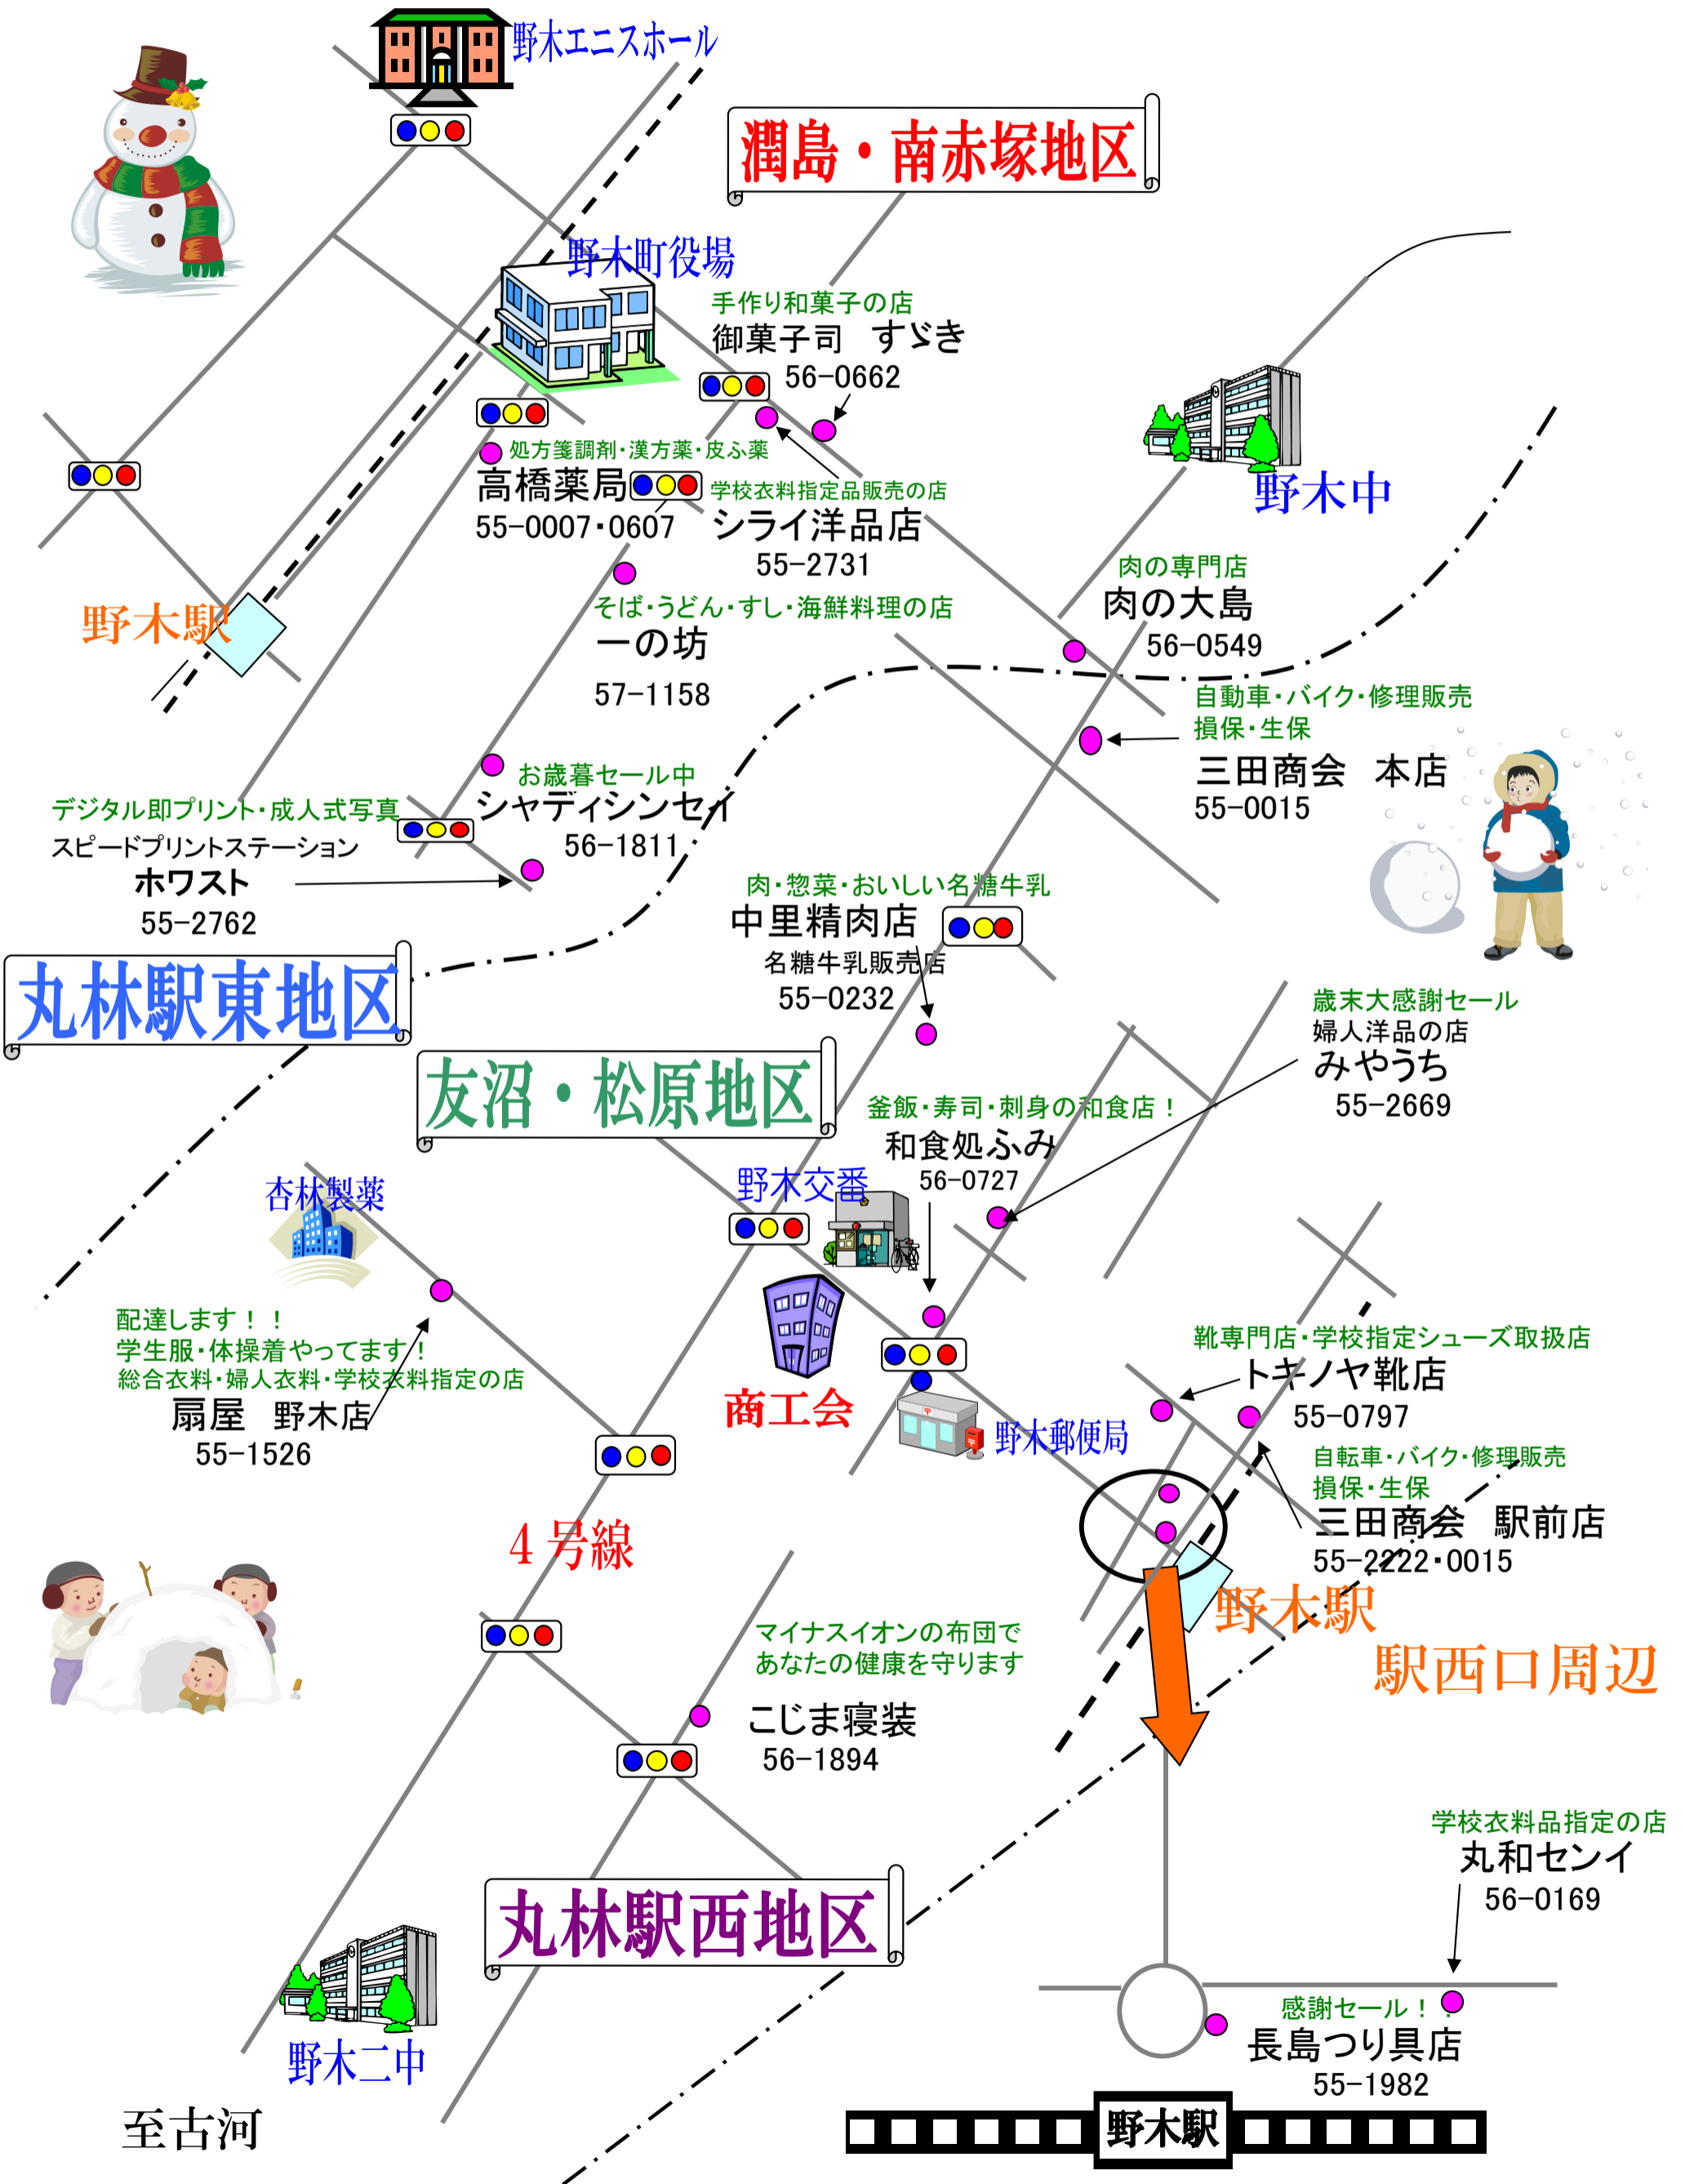 野木エニスホール
潤島・南赤塚地区
野木町役場
手作り和菓子の店
御菓子司　すゞき
56-0662
処方箋調剤・漢方薬・皮ふ薬
高橋薬局
55-0007・0607
学校衣料指定品販売の店
シライ洋品店
55-2731
野木中
肉の専門店
肉の大島
56-0549
野木駅
そば・うどん・すし・海鮮料理の店
一の坊
57-1158
自動車・バイク・修理販売
損保・生保
三田商会　本店
55-0015
お歳暮セール中
シャディシンセイ
56-1811
デジタル即プリント・成人式写真
スピードプリントステーション
ホワスト
55-2762
肉・惣菜・おいしい名糖牛乳
中里精肉店
名糖牛乳販売店
55-0232
丸林駅東地区
歳末大感謝セール
婦人洋品の店
みやうち
55-2669
友沼・松原地区
釜飯・寿司・刺身の和食店！
和食処ふみ
56-0727
杏林製薬
野木交番
配達します！！
学生服・体操着やってます！
総合衣料・婦人衣料・学校衣料指定の店
扇屋　野木店
55-1526
商工会
野木郵便局
靴専門店・学校指定シューズ取扱店
トキノヤ靴店
55-0797
自転車・バイク・修理販売
損保・生保
三田商会　駅前店
55-2222・0015
4号線
野木駅
駅西口周辺
マイナスイオンの布団で
あなたの健康を守ります
こじま寝装
56-1894
学校衣料品指定の店
丸和センイ
56-0169
丸林駅西地区
感謝セール！！
長島つり具店
55-1982
野木二中
至古河
野木駅